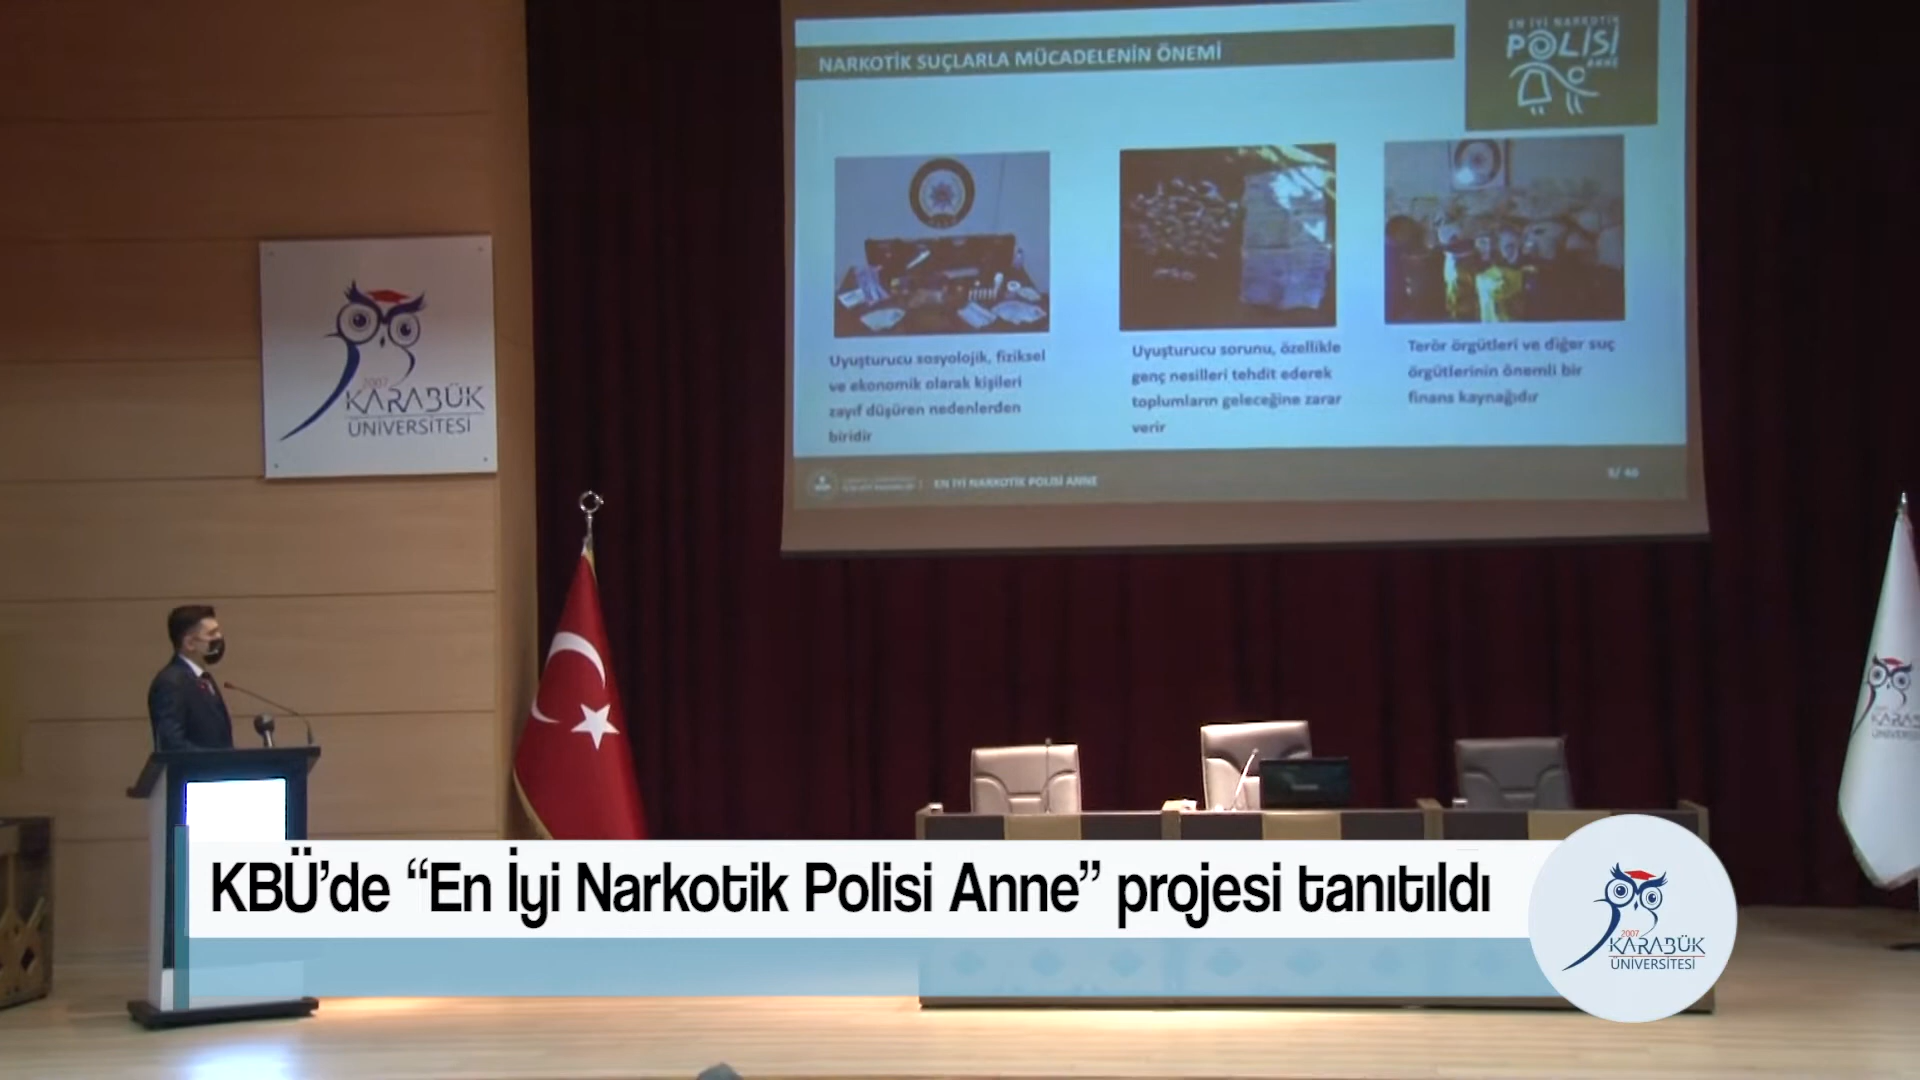 NARKOTİK SUÇLARLA MÜCADELENİN ÖNEMİ
EN İYİ NARKOTİK
POLİSİ
ANNE
Uyuşturucu sosyolojik, fiziksel
ve ekonomik olarak kişileri
zayıf düşüren nedenlerden
biridir
Uyuşturucu sorunu, özellikle
genç nesilleri tehdit ederek
toplumların geleceğine zarar
verir
Terör örgütleri ve diğer suç
örgütlerinin önemli bir
finans kaynağıdır
EN İYİ NARKOTİK POLİSİ ANNE
2007
KARABÜK
ÜNİVERSİTESİ
KARABÜ
ÜNİVERS
KBÜ’de “En İyi Narkotik Polisi Anne” projesi tanıtıldı
2007
KARABÜK
ÜNİVERSİTESİ